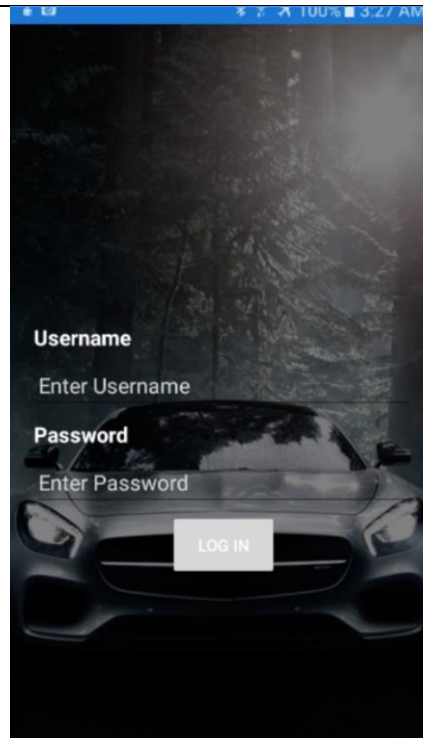 100% 3:27 AM
Username
Enter Username
Password
Enter Password
LOG IN